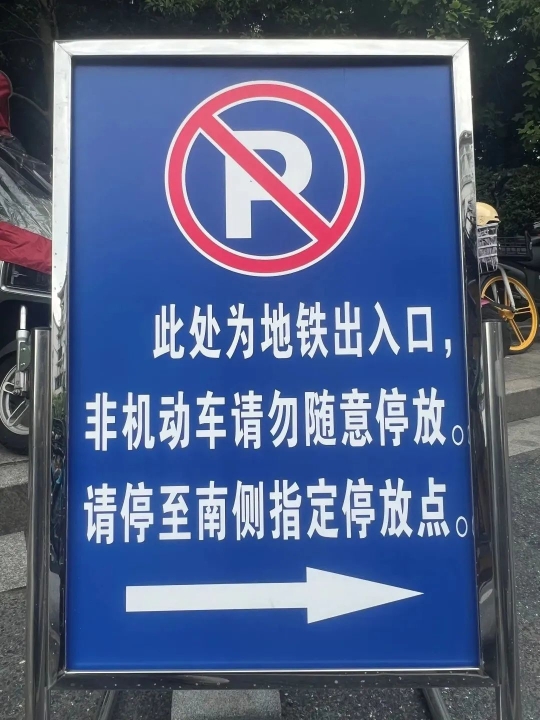 P
此处为地铁出入口，
非机动车请勿随意停放。
请停至南侧指定停放点。